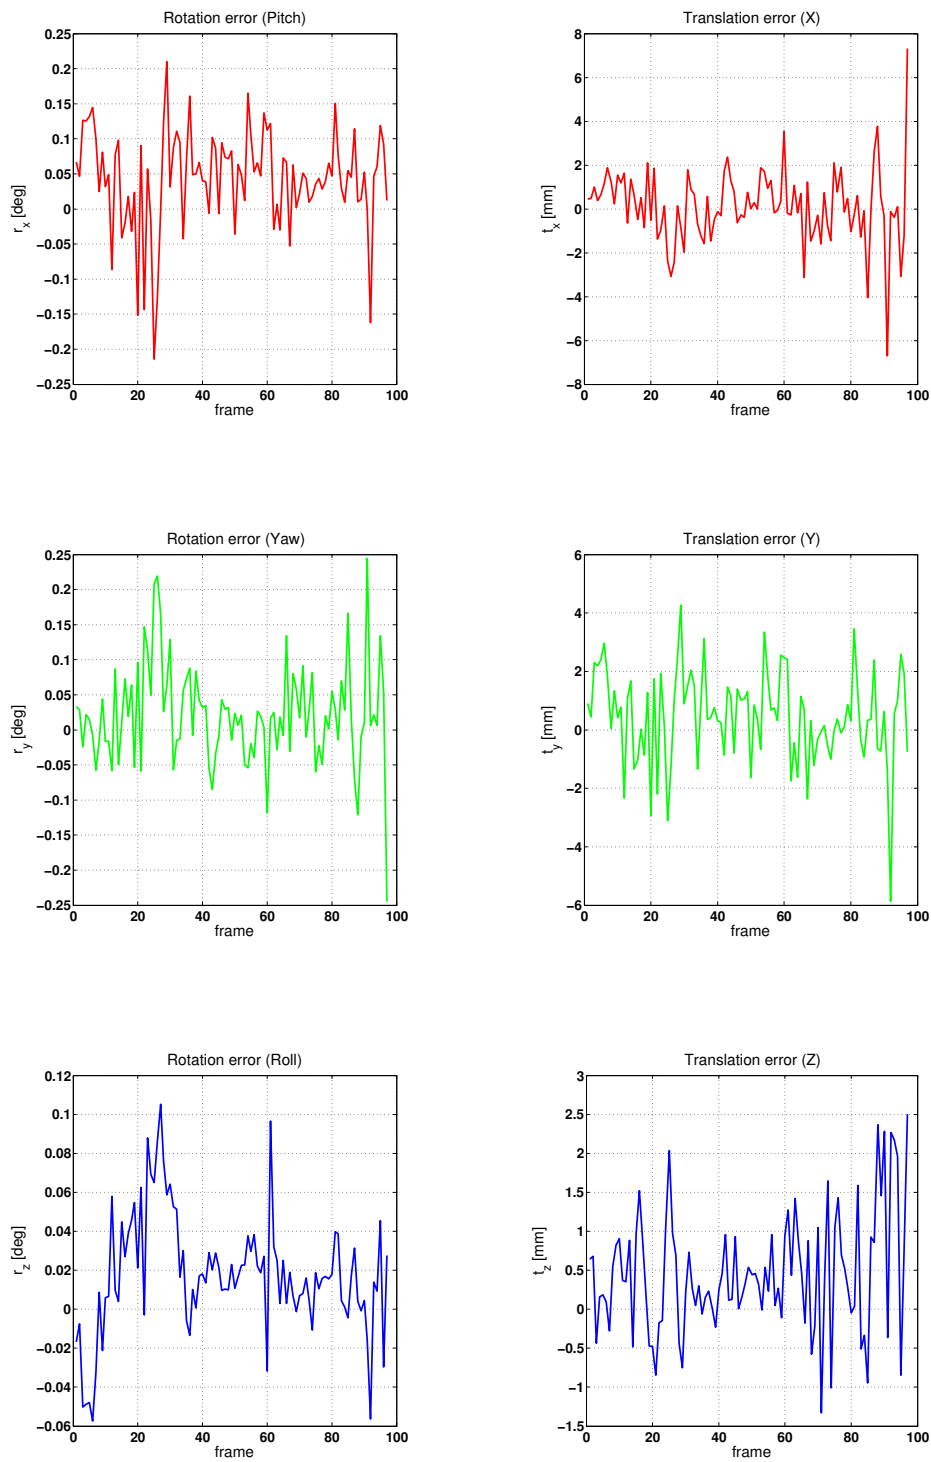 Rotation error (Pitch)
0.25
0.2
0.15
0.1
0.05
0
−0.05
−0.1
−0.15
−0.2
−0.25
r_x [deg]
0 20 40 60 80 100
frame
Translation error (X)
8
6
4
2
0
−2
−4
−6
−8
t_x [mm]
0 20 40 60 80 100
frame
Rotation error (Yaw)
0.25
0.2
0.15
0.1
0.05
0
−0.05
−0.1
−0.15
−0.2
−0.25
r_y [deg]
0 20 40 60 80 100
frame
Translation error (Y)
6
4
2
0
−2
−4
−6
t_y [mm]
0 20 40 60 80 100
frame
Rotation error (Roll)
0.12
0.1
0.08
0.06
0.04
0.02
0
−0.02
−0.04
−0.06
r_z [deg]
0 20 40 60 80 100
frame
Translation error (Z)
3
2.5
2
1.5
1
0.5
0
−0.5
−1
−1.5
t_z [mm]
0 20 40 60 80 100
frame